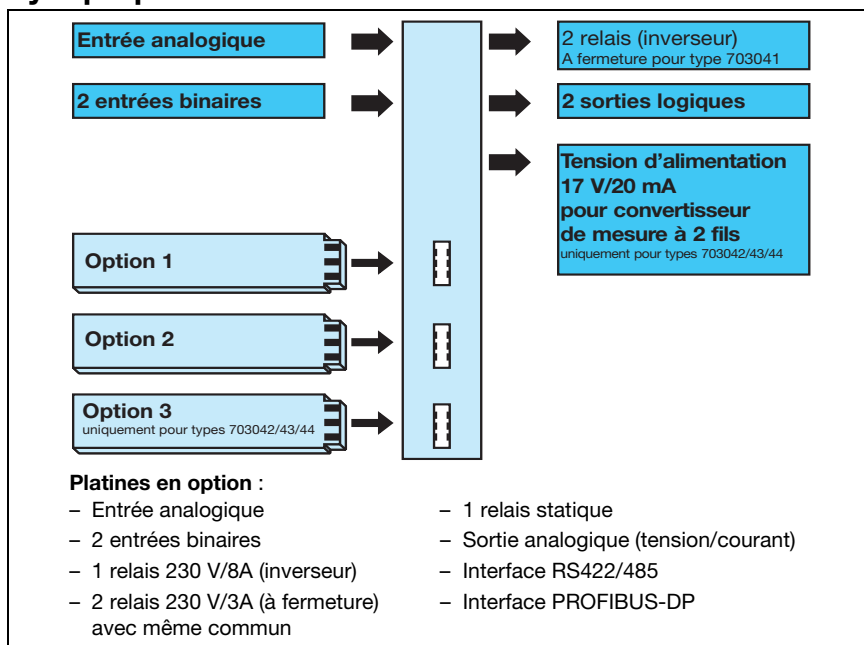 Entrée analogique
2 relais (inverseur)
A fermeture pour type 703041
2 entrées binaires
2 sorties logiques
Tension d'alimentation
17 V/20 mA
pour convertisseur
de mesure à 2 fils
uniquement pour types 703042/43/44
Option 1
Option 2
Option 3
uniquement pour types 703042/43/44
Platines en option :
– Entrée analogique
– 2 entrées binaires
– 1 relais 230 V/8A (inverseur)
– 2 relais 230 V/3A (à fermeture)
avec même commun
– 1 relais statique
– Sortie analogique (tension/courant)
– Interface RS422/485
– Interface PROFIBUS-DP